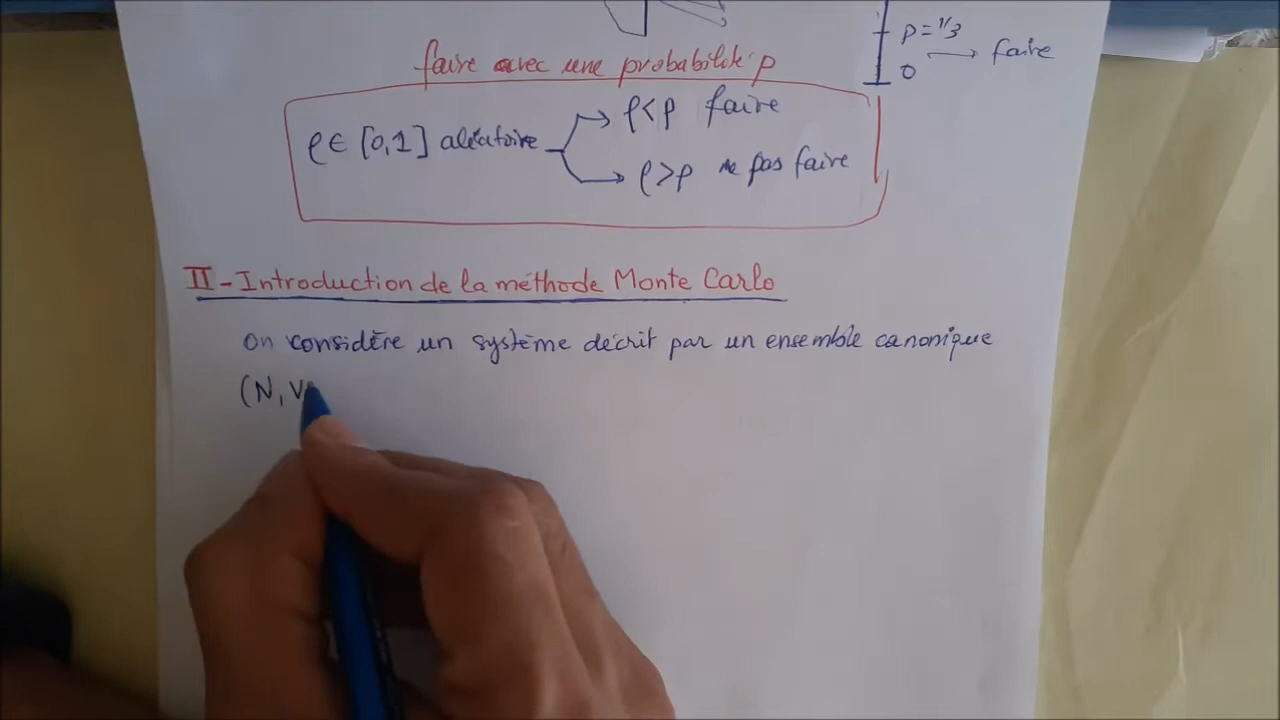 p = 1/3
0 → faire
faire avec une probabilité p
ρ ∈ [0,1] aléatoire → ρ<p faire
→ ρ>p ne pas faire
II - Introduction de la méthode Monte Carlo
On considère un système décrit par un ensemble canonique
(N, V